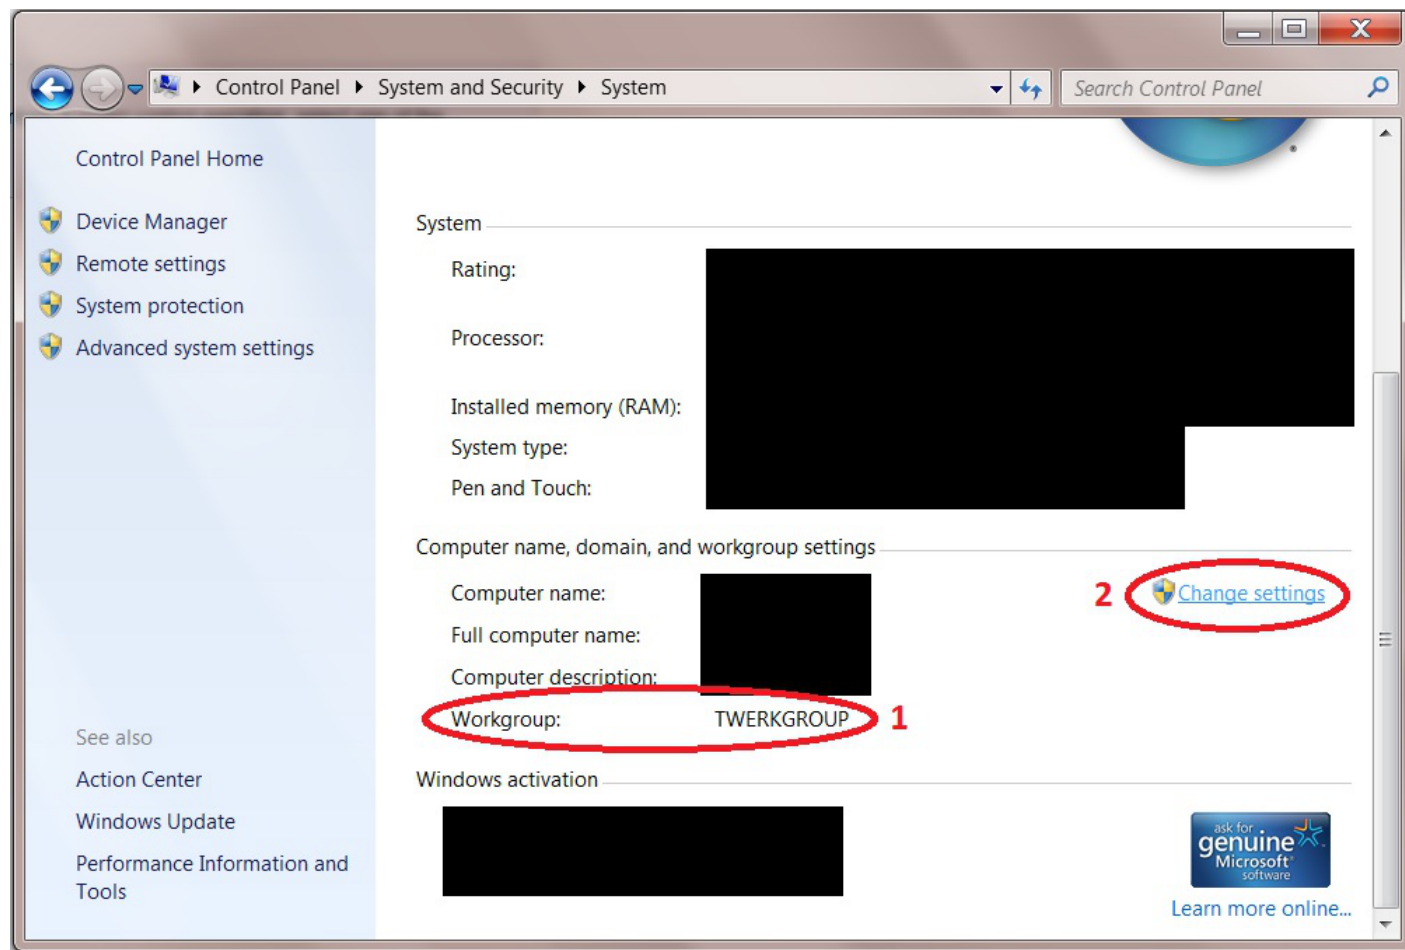 Control Panel System and Security System
Search Control Panel
Control Panel Home
Device Manager
Remote settings
System protection
Advanced system settings
See also
Action Center
Windows Update
Performance Information and
Tools
System
Rating:
Processor:
Installed memory (RAM):
System type:
Pen and Touch:
Computer name, domain, and workgroup settings
Computer name:
2 Change settings
Full computer name:
Computer description:
Workgroup: TWERKGROUP 1
Windows activation
ask for
genuine
Microsoft®
software
Learn more online...